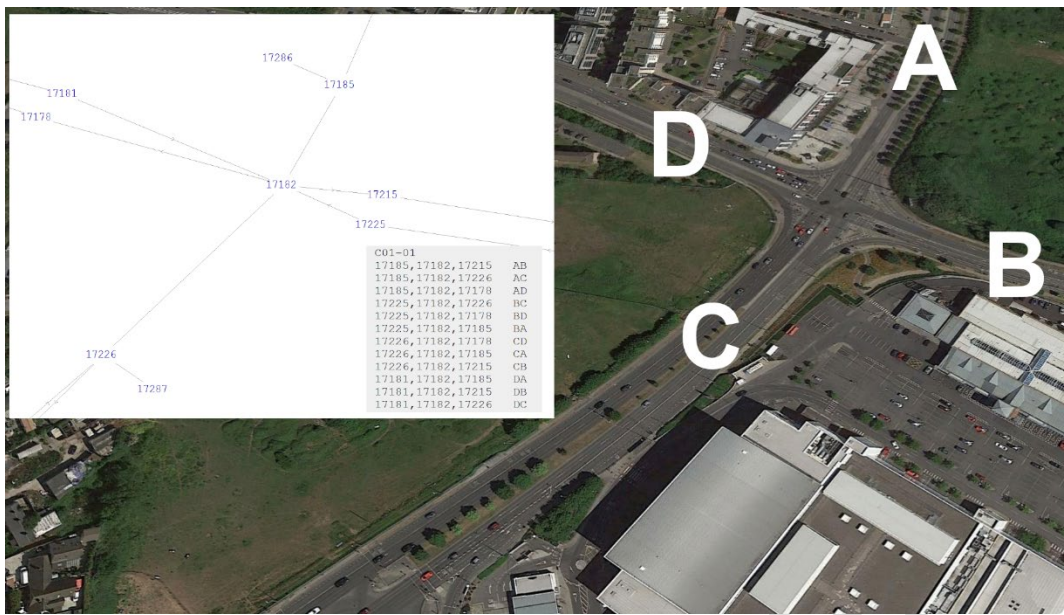 17286
17185
17181
17178
17182
17215
17225
17226
17287
C01-01
17185,17182,17215 AB
17185,17182,17226 AC
17185,17182,17178 AD
17225,17182,17226 BC
17225,17182,17178 BD
17225,17182,17185 BA
17226,17182,17178 CD
17226,17182,17185 CA
17226,17182,17215 CB
17181,17182,17185 DA
17181,17182,17215 DB
17181,17182,17226 DC
A
D
B
C